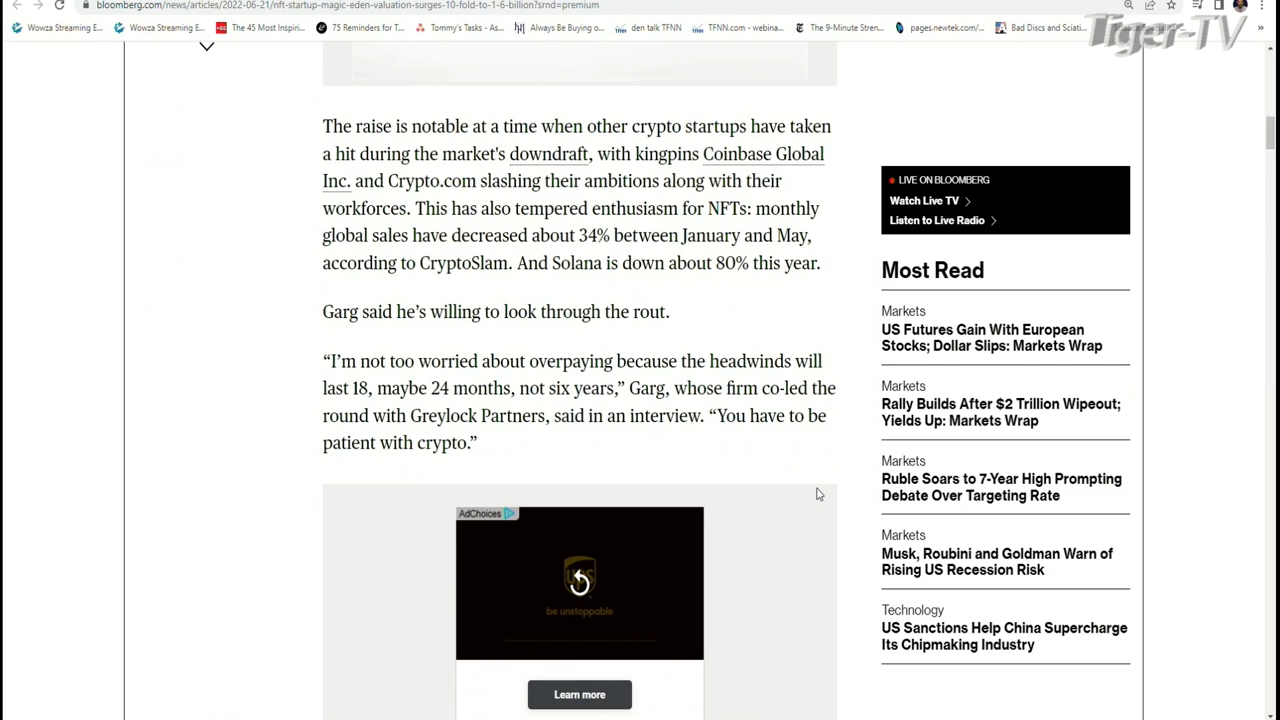 bloomberg.com/news/articles/2022-06-21/nft-startup-magic-eden-valuation-surges-10-fold-to-1-6-billion?srnd=premium
Wowza Streaming E...
Wowza Streaming E...
The 45 Most Inspiri...
75 Reminders for T...
Tommy's Tasks - As...
Always Be Buying o...
den talk TFNN
TFNN.com - webina...
The 9-Minute Stren...
pages.newtek.com/...
Bad Discs and Sciati...
»
Tiger-TV
The raise is notable at a time when other crypto startups have taken
a hit during the market's downdraft, with kingpins Coinbase Global
Inc. and Crypto.com slashing their ambitions along with their
workforces. This has also tempered enthusiasm for NFTs: monthly
global sales have decreased about 34% between January and May,
according to CryptoSlam. And Solana is down about 80% this year.
Garg said he’s willing to look through the rout.
“I’m not too worried about overpaying because the headwinds will
last 18, maybe 24 months, not six years,” Garg, whose firm co-led the
round with Greylock Partners, said in an interview. “You have to be
patient with crypto.”
AdChoices
ups
be unstoppable
Learn more
LIVE ON BLOOMBERG
Watch Live TV
Listen to Live Radio
Most Read
Markets
US Futures Gain With European
Stocks; Dollar Slips: Markets Wrap
Markets
Rally Builds After $2 Trillion Wipeout;
Yields Up: Markets Wrap
Markets
Ruble Soars to 7-Year High Prompting
Debate Over Targeting Rate
Markets
Musk, Roubini and Goldman Warn of
Rising US Recession Risk
Technology
US Sanctions Help China Supercharge
Its Chipmaking Industry